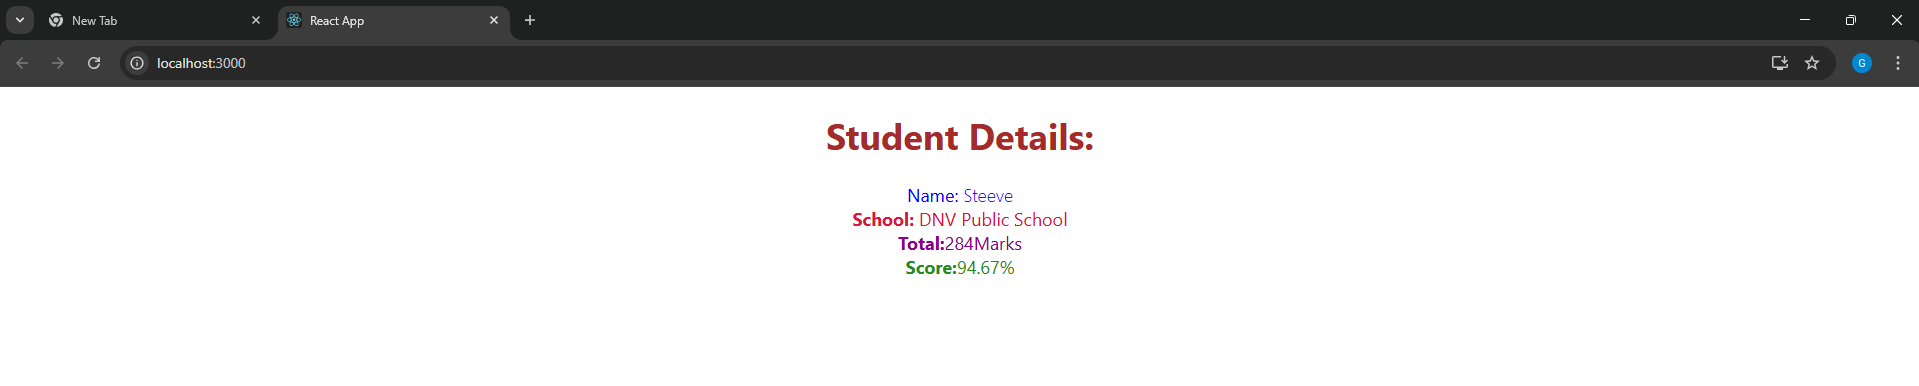 New Tab
React App
localhost:3000
G
Student Details:
Name: Steeve
School: DNV Public School
Total:284Marks
Score:94.67%